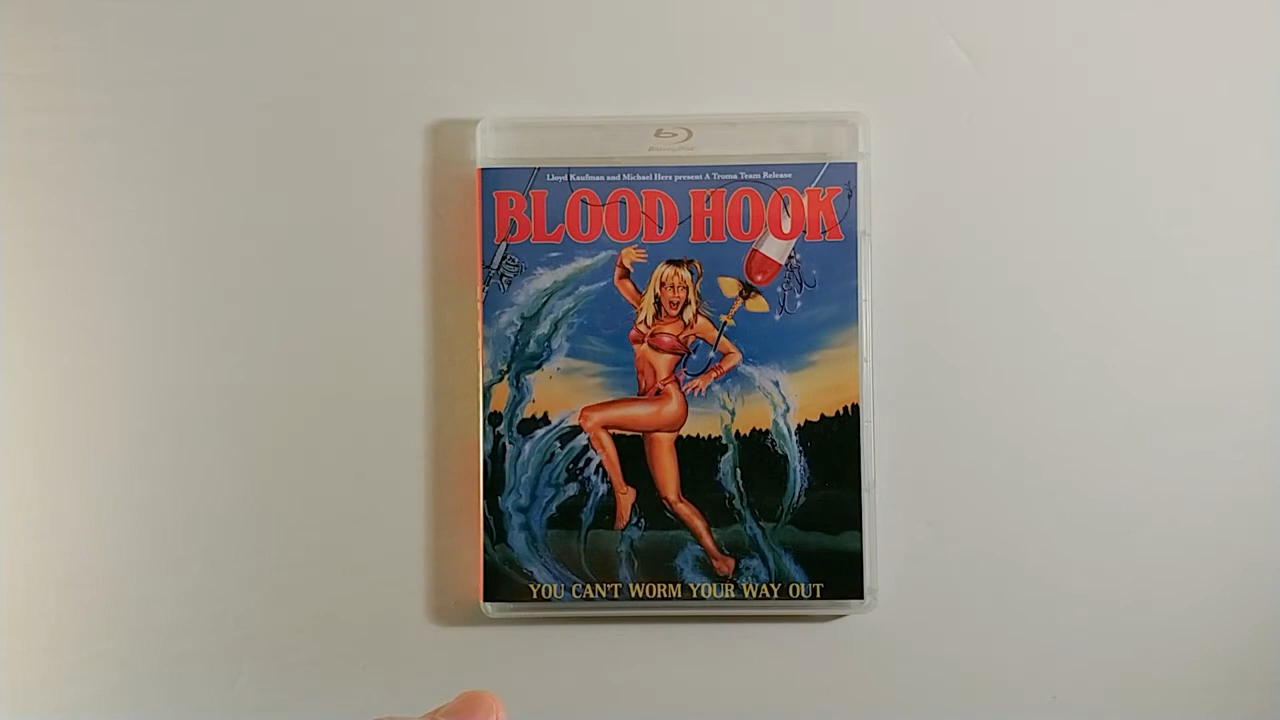 Blu-ray Disc
Lloyd Kaufman and Michael Herz present A Troma Team Release
BLOOD HOOK
YOU CAN'T WORM YOUR WAY OUT